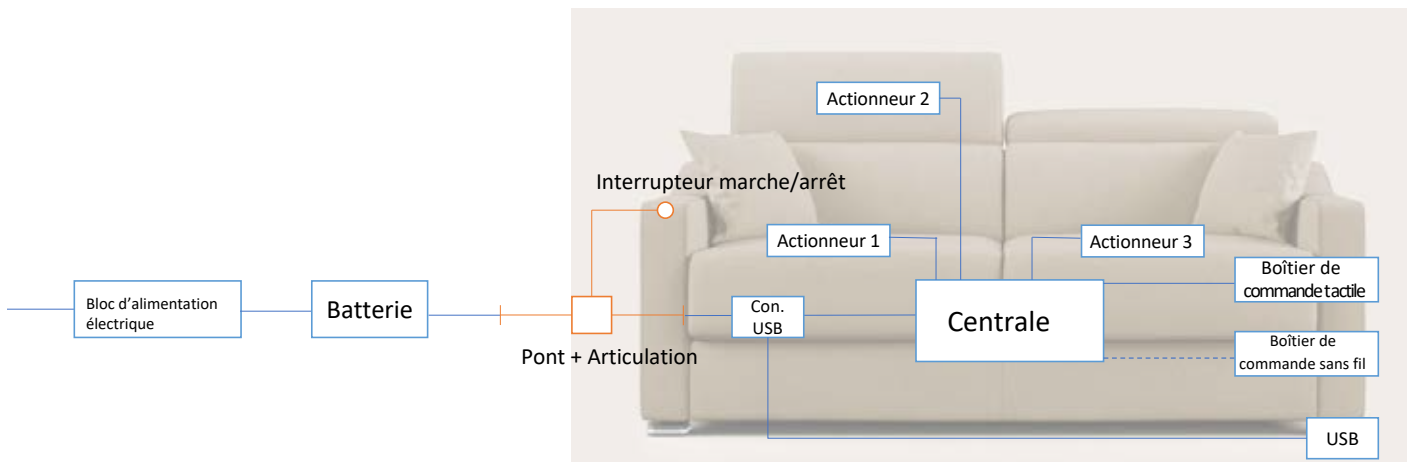 Actionneur 2
Interrupteur marche/arrêt
Actionneur 1
Actionneur 3
Boîtier de
commande tactile
Bloc d’alimentation
électrique
Batterie
Con.
USB
Centrale
Pont + Articulation
Boîtier de
commande sans fil
USB